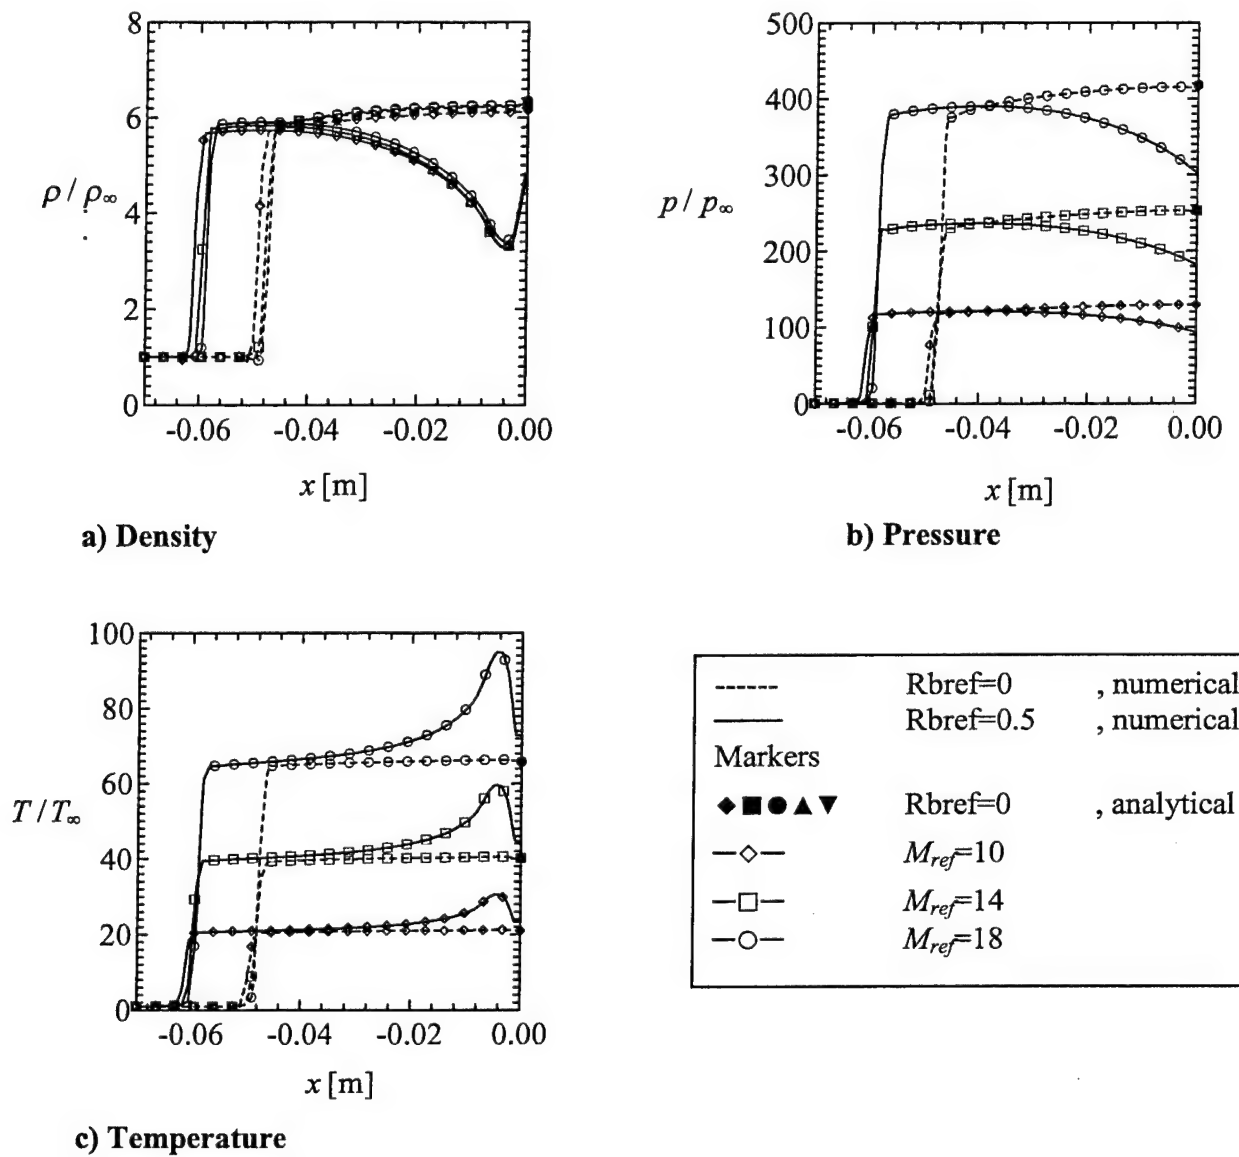 8
6
4
2
0
ρ / ρ∞
-0.06 -0.04 -0.02 0.00
x [m]
a) Density
500
400
300
200
100
0
p / p∞
-0.06 -0.04 -0.02 0.00
x [m]
b) Pressure
100
80
60
40
20
0
T / T∞
-0.06 -0.04 -0.02 0.00
x [m]
c) Temperature
Rbref=0 , numerical
Rbref=0.5 , numerical
Markers
Rbref=0 , analytical
Mref=10
Mref=14
Mref=18